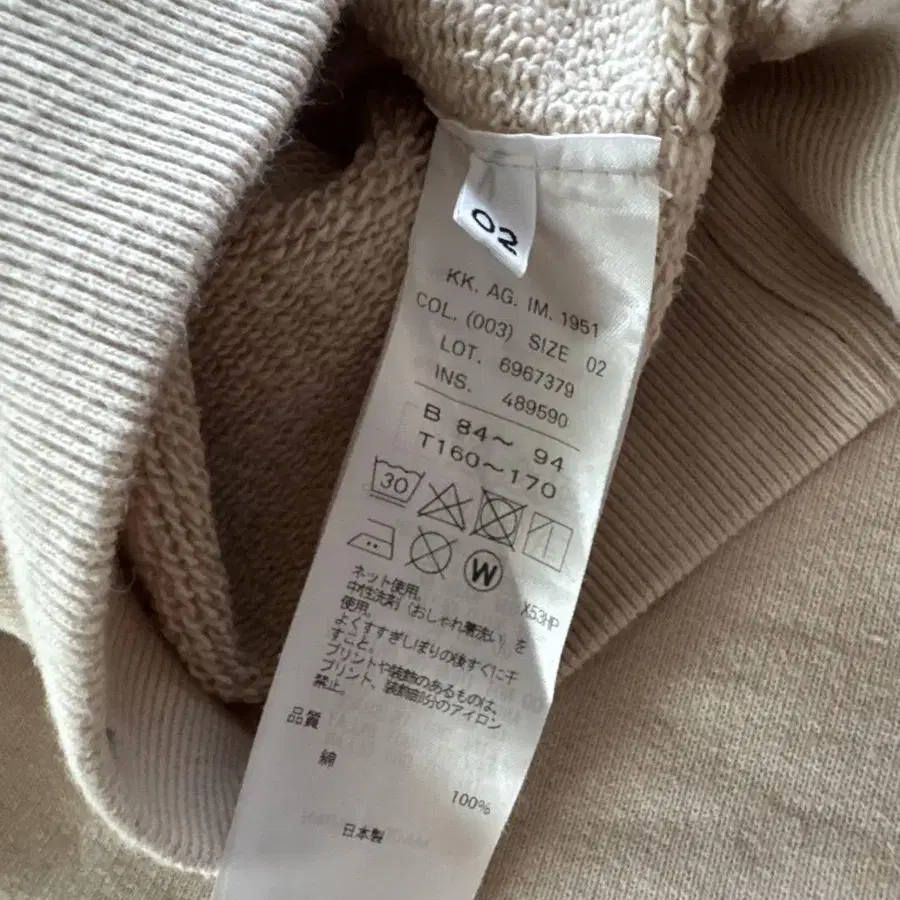 02
KK. AG. IM. 1951
COL. (003) SIZE 02
LOT. 6967379
INS. 489590
B 84～ 94
T160～170
30
W
X53HP
ネット使用。
中性洗剤（おしゃれ着洗い）を
使用。
よくすすぎしぼりの後すぐに干
すこと。
プリントや装飾のあるものは、
プリント、装飾部分のアイロン
禁止。
品質
綿
100%
日本製